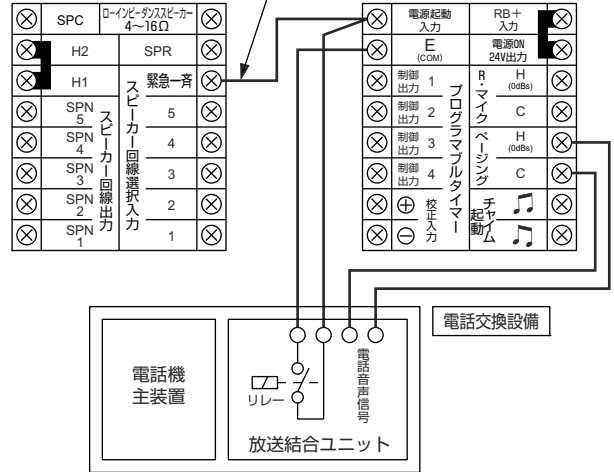 SPC
ローインピーダンススピーカー
4～16Ω
H2
SPR
H1
緊急一斉
SPN
5
5
SPN
4
4
SPN
3
3
SPN
2
2
SPN
1
1
スピーカー回線出力
スピーカー回線選択入力
電源起動
入力
RB＋
入力
E
(COM)
電源ON
24V出力
制御
出力
1
H
(0dBs)
制御
出力
2
C
制御
出力
3
H
(0dBs)
制御
出力
4
C
プログラマブルタイマー
R・マイク
ページング
⊕
⊖
校正入力
チャイム
起動
電話交換設備
電話機
主装置
リレー
電話音声信号
放送結合ユニット